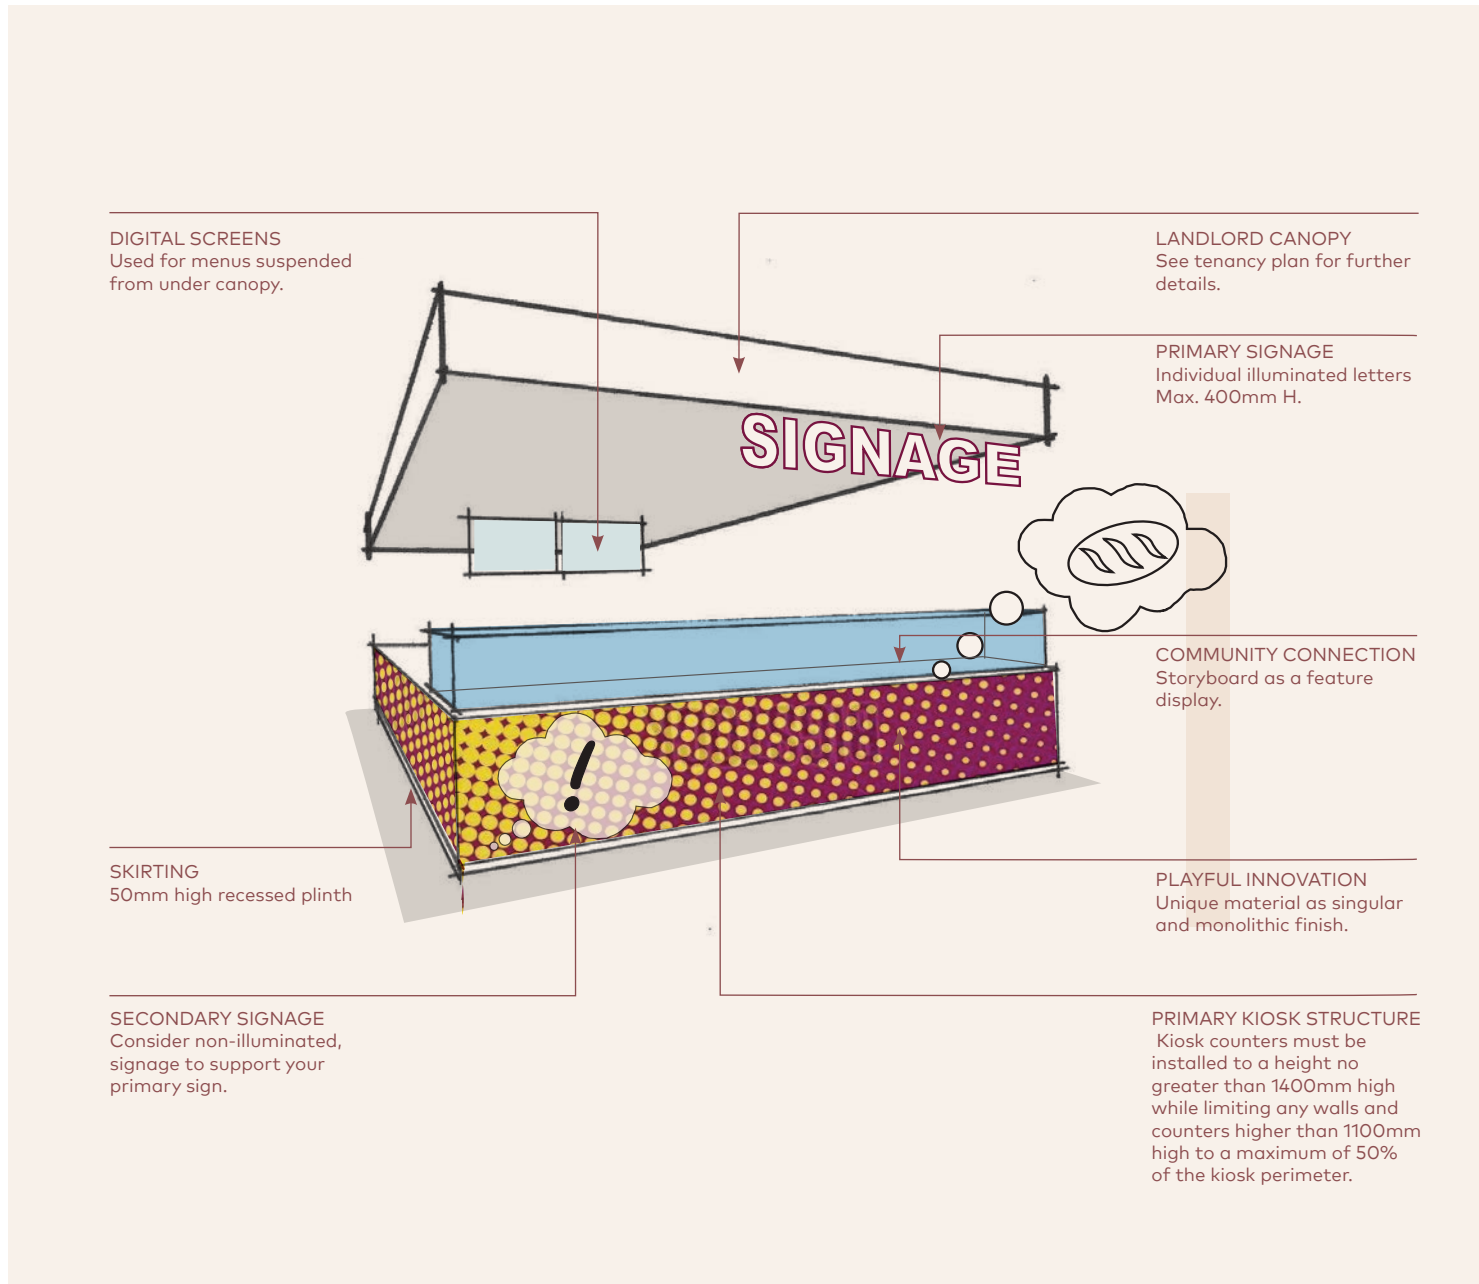 DIGITAL SCREENS
Used for menus suspended
from under canopy.
LANDLORD CANOPY
See tenancy plan for further
details.
PRIMARY SIGNAGE
Individual illuminated letters
Max. 400mm H.
SIGNAGE
!
COMMUNITY CONNECTION
Storyboard as a feature
display.
SKIRTING
50mm high recessed plinth
PLAYFUL INNOVATION
Unique material as singular
and monolithic finish.
SECONDARY SIGNAGE
Consider non-illuminated,
signage to support your
primary sign.
PRIMARY KIOSK STRUCTURE
Kiosk counters must be
installed to a height no
greater than 1400mm high
while limiting any walls and
counters higher than 1100mm
high to a maximum of 50%
of the kiosk perimeter.